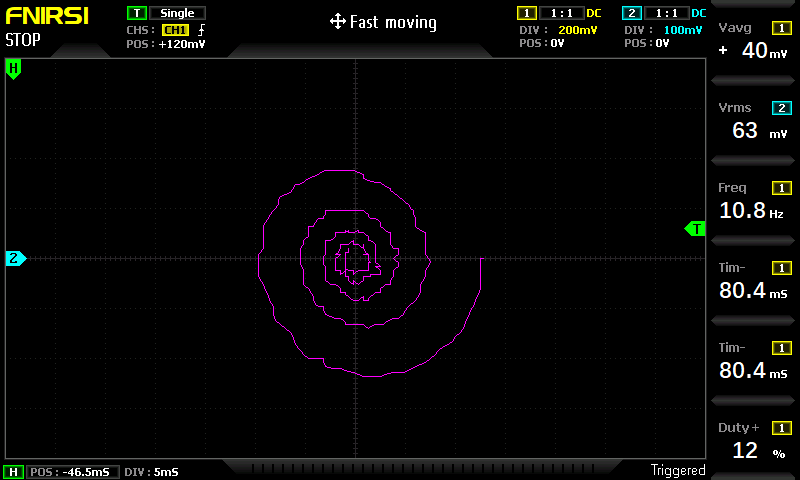 FNIRSI
STOP
T Single
CHS: CH1
POS: +120mV
Fast moving
1 1:1 DC
DIV: 200mV
POS: 0V
2 1:1 DC
DIV: 100mV
POS: 0V
H
T
2
Vavg 1
+ 40 mV
Vrms 2
63 mV
Freq 1
10.8 Hz
Tim- 1
80.4 mS
Tim- 1
80.4 mS
Duty+ 1
12 %
H POS: -46.5mS DIV: 5mS
Triggered